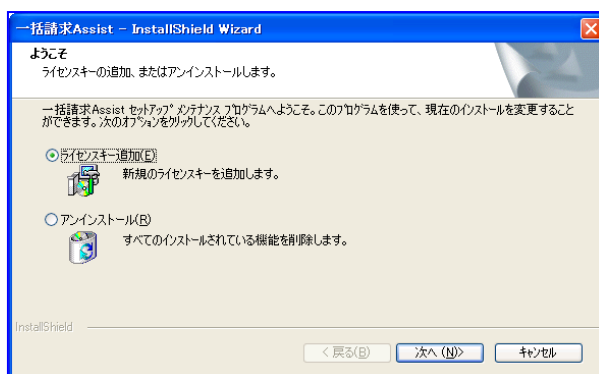 一括請求Assist - InstallShield Wizard
ようこそ
ライセンスキーの追加、またはアンインストールします。
一括請求Assist セットアップ メンテナンス プログラムへようこそ。このプログラムを使って、現在のインストールを変更すること
ができます。次のオプションをクリックしてください。
ライセンスキー追加(E)
新規のライセンスキーを追加します。
アンインストール(R)
すべてのインストールされている機能を削除します。
InstallShield
< 戻る(B)
次へ (N)>
キャンセル